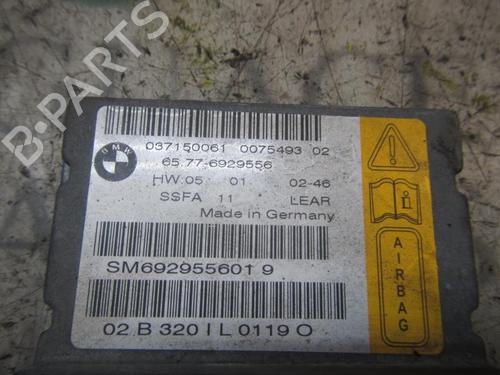 B-PARTS
BMW
037150061 0075493 02
65.77-6929556
HW.05 01 02-46
SSFA 11 LEAR
Made in Germany
SM692955601 9
02 B 320 I L 0119 O
AIRBAG